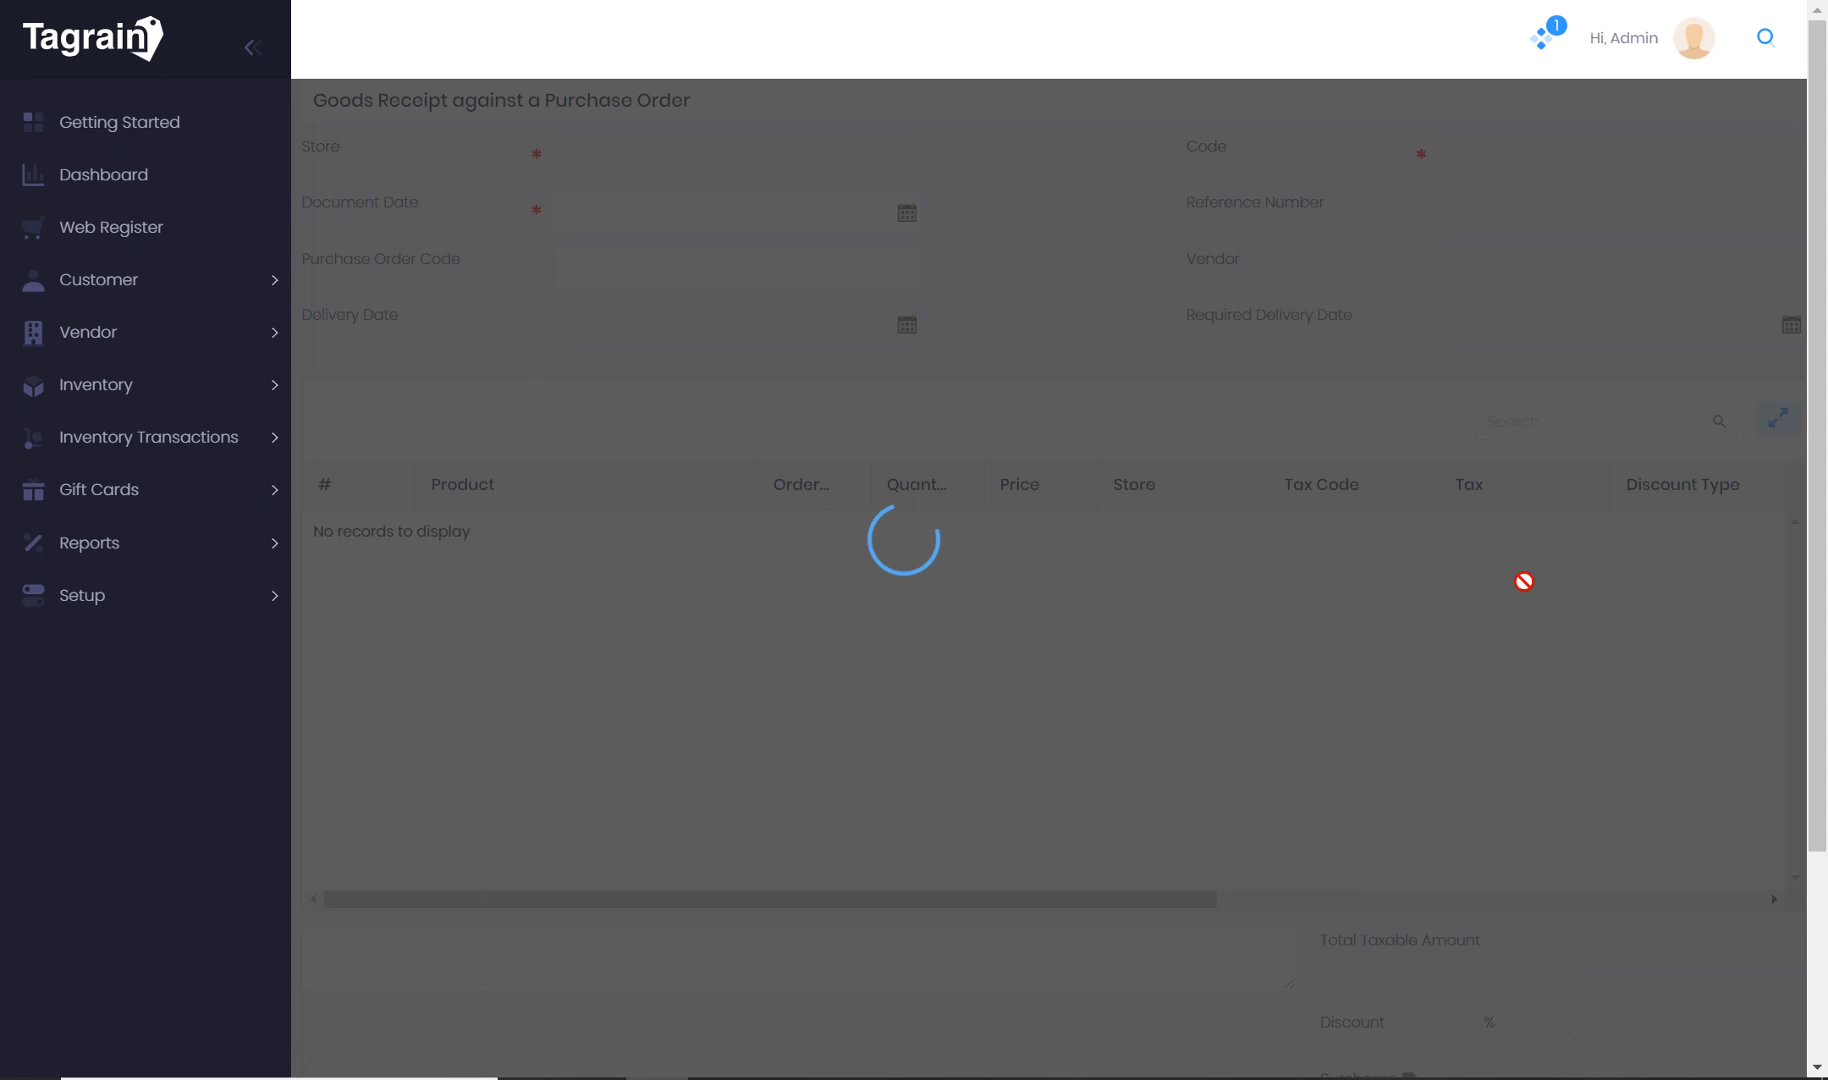 Tagrain
1
Hi, Admin
Getting Started
Dashboard
Web Register
Customer
Vendor
Inventory
Inventory Transactions
Gift Cards
Reports
Setup
Goods Receipt against a Purchase Order
Store *
Code *
Document Date *
Reference Number
Purchase Order Code
Vendor
Delivery Date
Required Delivery Date
Search
# Product Order... Quant... Price Store Tax Code Tax Discount Type
No records to display
Total Taxable Amount
Discount %